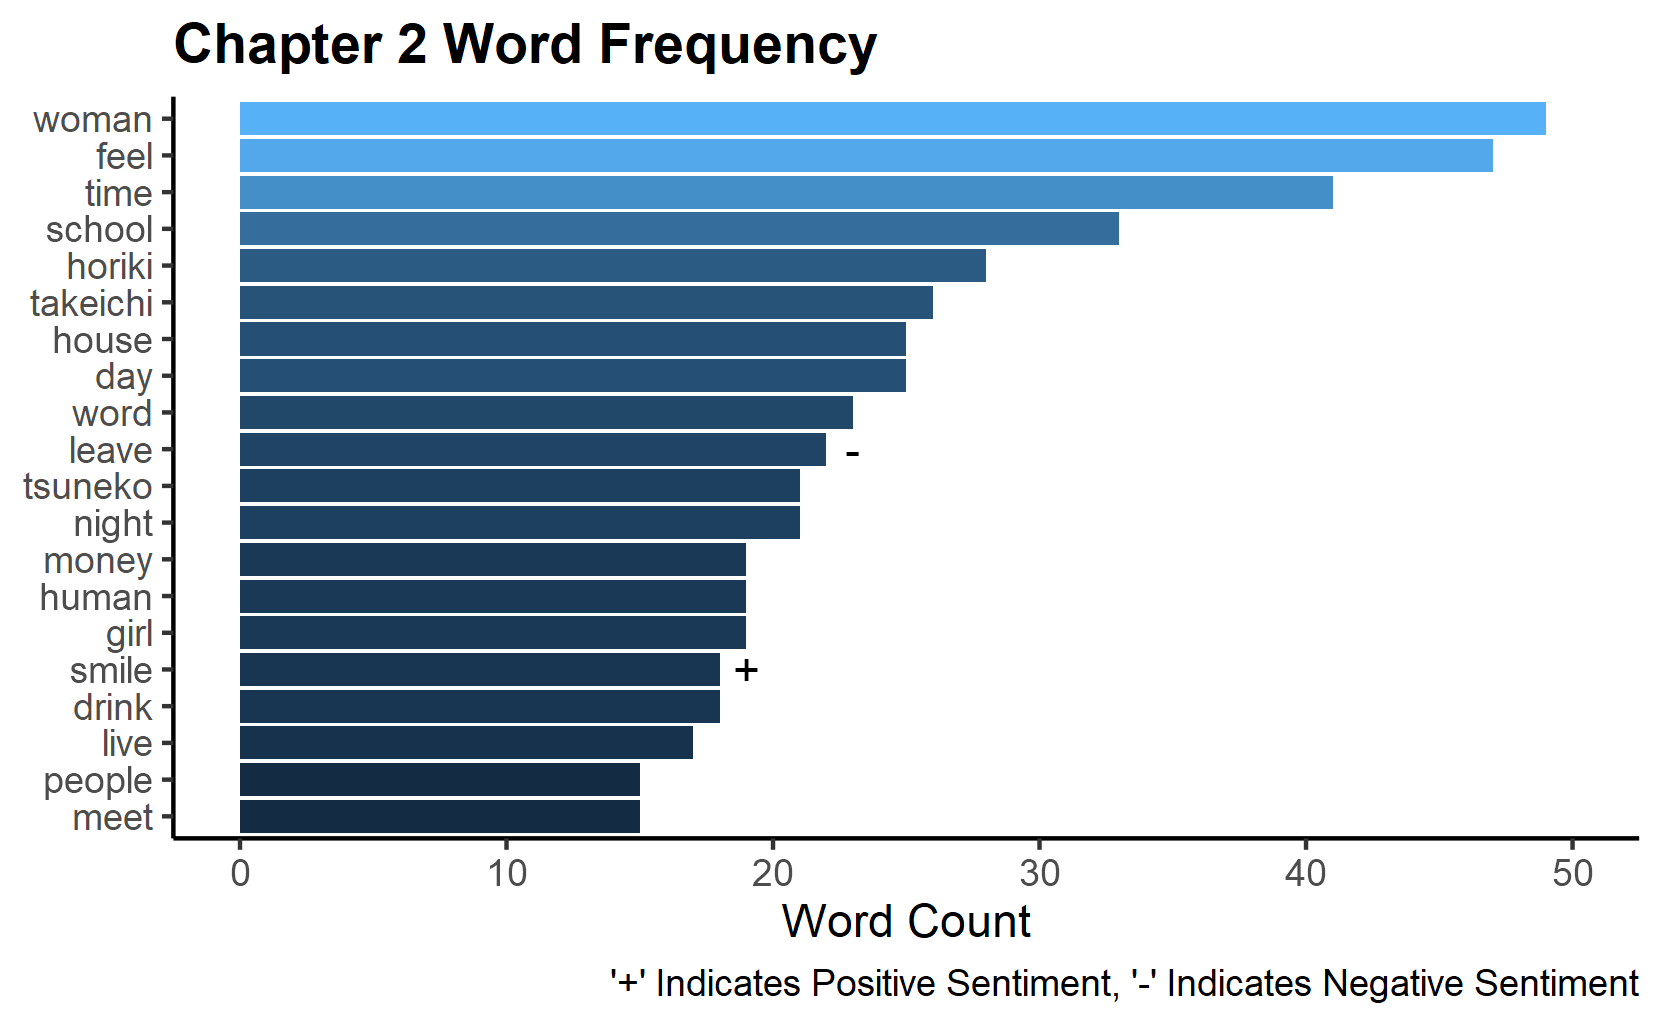 Chapter 2 Word Frequency
woman
feel
time
school
horiki
takeichi
house
day
word
leave -
tsuneko
night
money
human
girl
smile +
drink
live
people
meet
0 10 20 30 40 50
Word Count
'+' Indicates Positive Sentiment, '-' Indicates Negative Sentiment